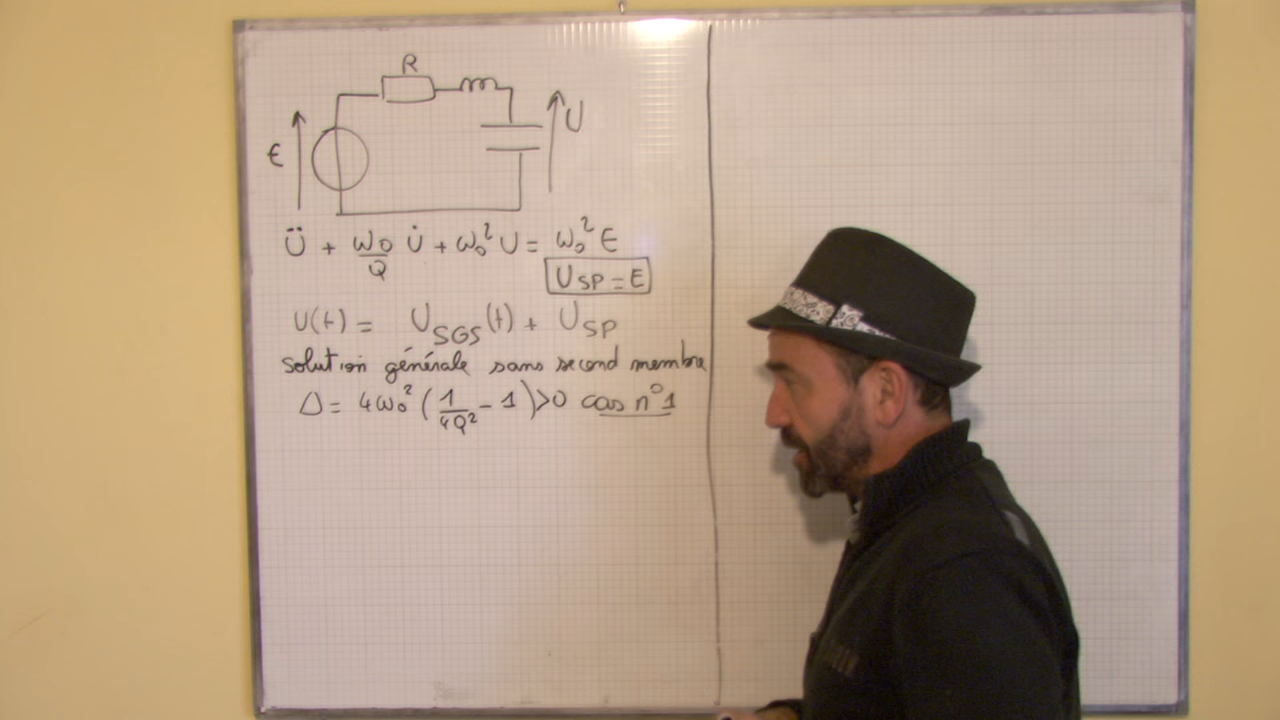 R
E
U
Ü + ω₀/Q U̇ + ω₀² U = ω₀² E
U_SP = E
U(t) = U_SGS(t) + U_SP
solution générale sans second membre
Δ = 4ω₀² (1/4Q² - 1) > 0 cas n°1